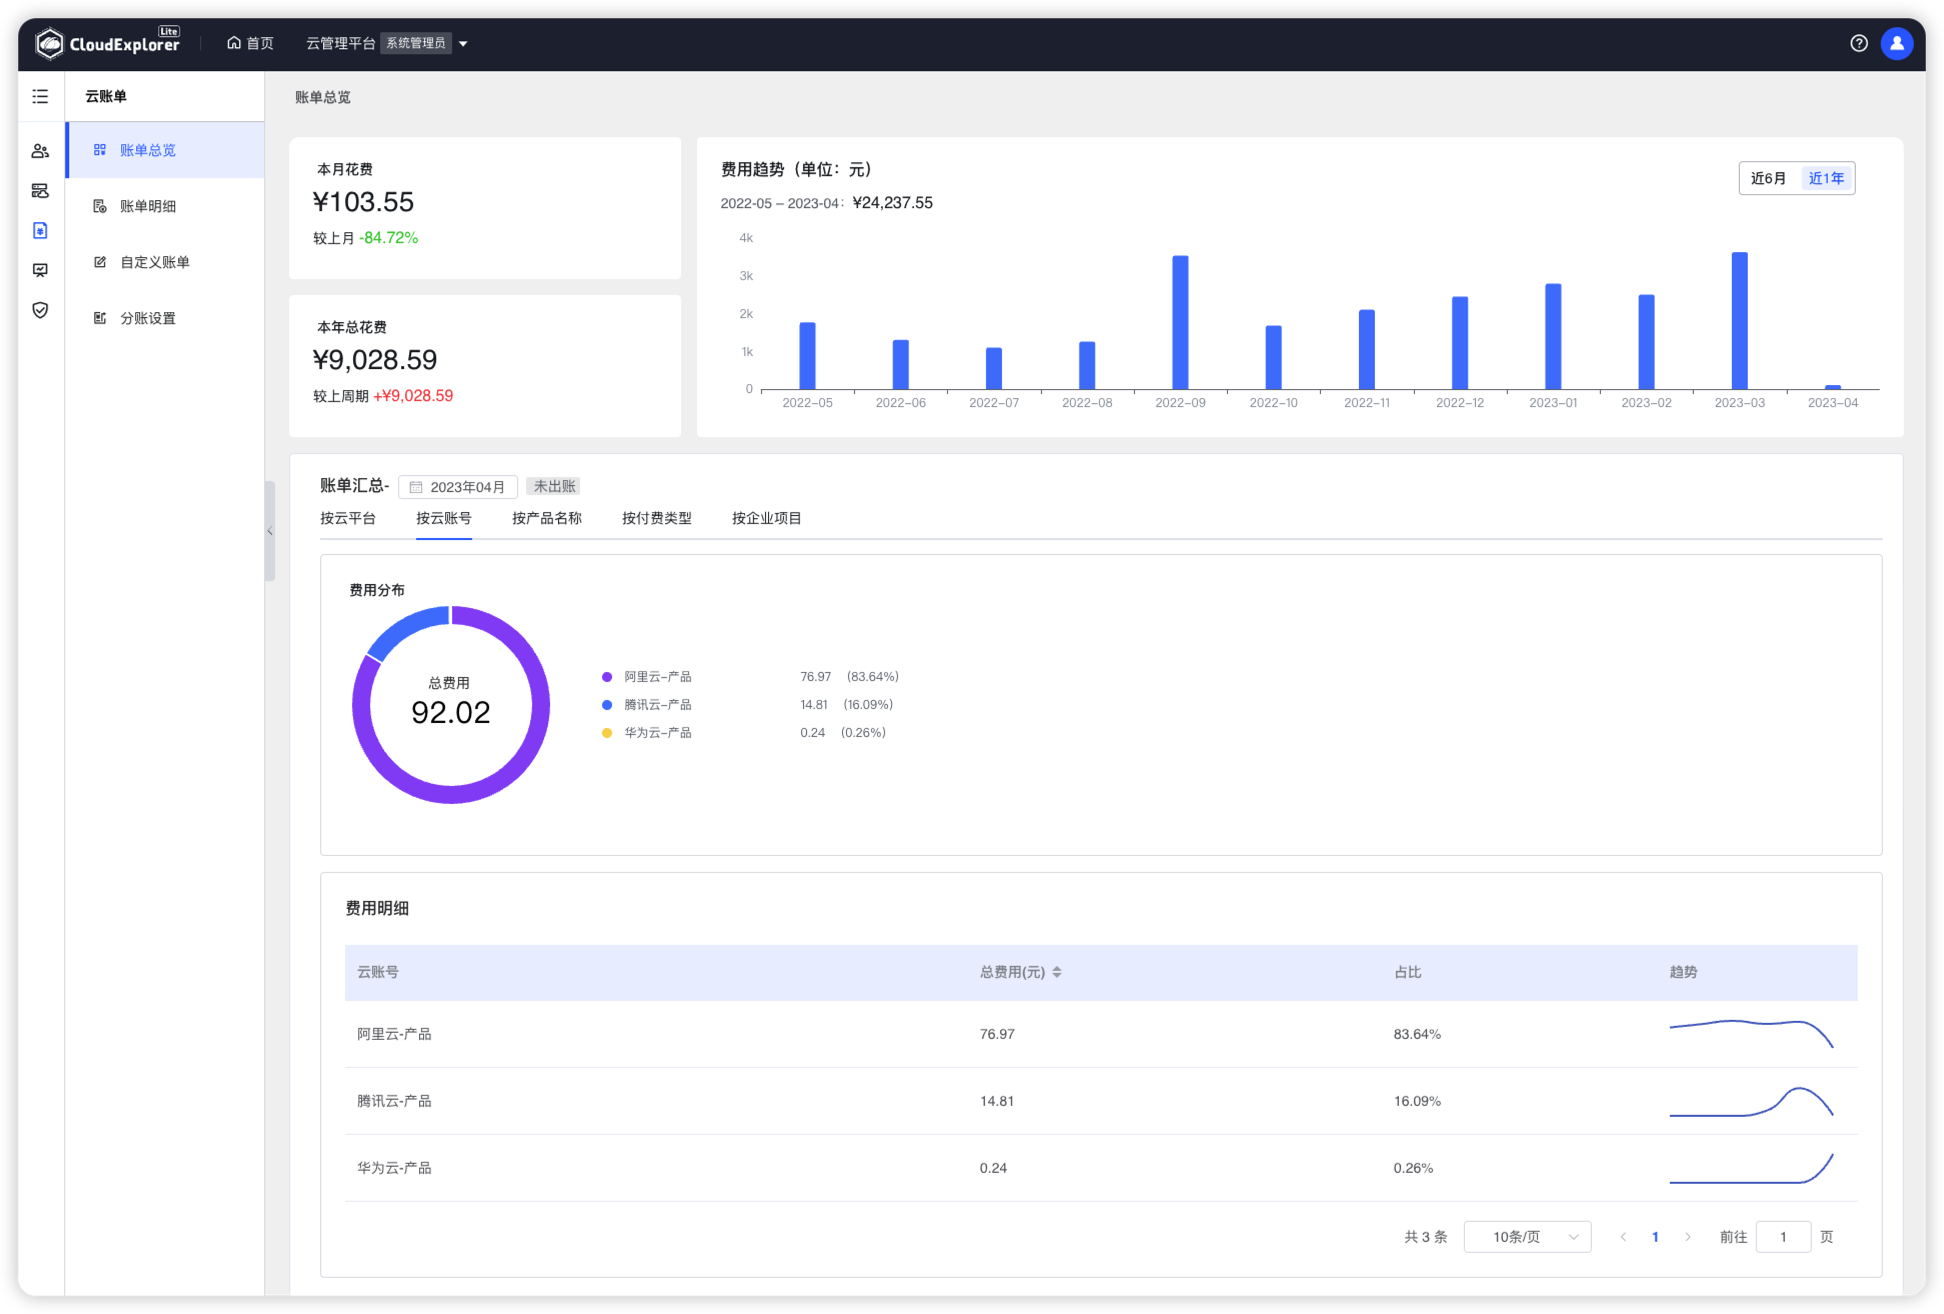 CloudExplorer Lite
首页
云管理平台 系统管理员
云账单
账单总览
账单明细
自定义账单
分账设置
账单总览
本月花费
¥103.55
较上月 -84.72%
本年总花费
¥9,028.59
较上周期 +¥9,028.59
费用趋势（单位：元）
近6月 近1年
2022-05 – 2023-04: ¥24,237.55
4k
3k
2k
1k
0
2022-05 2022-06 2022-07 2022-08 2022-09 2022-10 2022-11 2022-12 2023-01 2023-02 2023-03 2023-04
账单汇总- 2023年04月 未出账
按云平台 按云账号 按产品名称 按付费类型 按企业项目
费用分布
总费用
92.02
阿里云-产品 76.97 (83.64%)
腾讯云-产品 14.81 (16.09%)
华为云-产品 0.24 (0.26%)
费用明细
云账号 总费用(元) 占比 趋势
阿里云-产品 76.97 83.64%
腾讯云-产品 14.81 16.09%
华为云-产品 0.24 0.26%
共 3 条 10条/页 1 前往 1 页